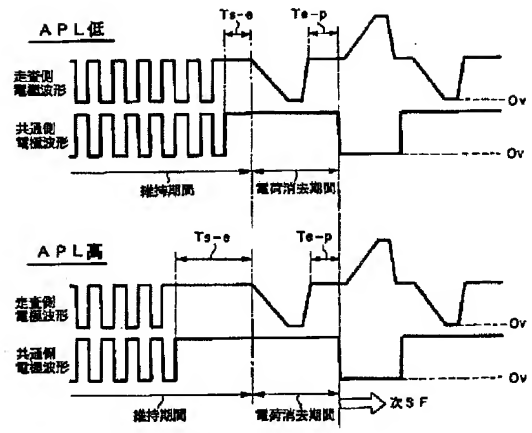 APL低
Ts-e
Te-p
走査側
電極波形
0v
共通側
電極波形
0v
維持期間
電荷消去期間
APL高
Ts-e
Te-p
走査側
電極波形
0v
共通側
電極波形
0v
維持期間
電荷消去期間
次SF